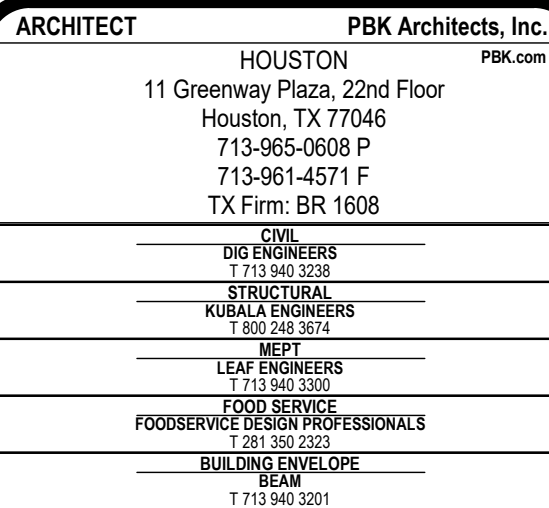 ARCHITECT PBK Architects, Inc.
HOUSTON PBK.com
11 Greenway Plaza, 22nd Floor
Houston, TX 77046
713-965-0608 P
713-961-4571 F
TX Firm: BR 1608
CIVIL
DIG ENGINEERS
T 713 940 3238
STRUCTURAL
KUBALA ENGINEERS
T 800 248 3674
MEPT
LEAF ENGINEERS
T 713 940 3300
FOOD SERVICE
FOODSERVICE DESIGN PROFESSIONALS
T 281 350 2323
BUILDING ENVELOPE
BEAM
T 713 940 3201